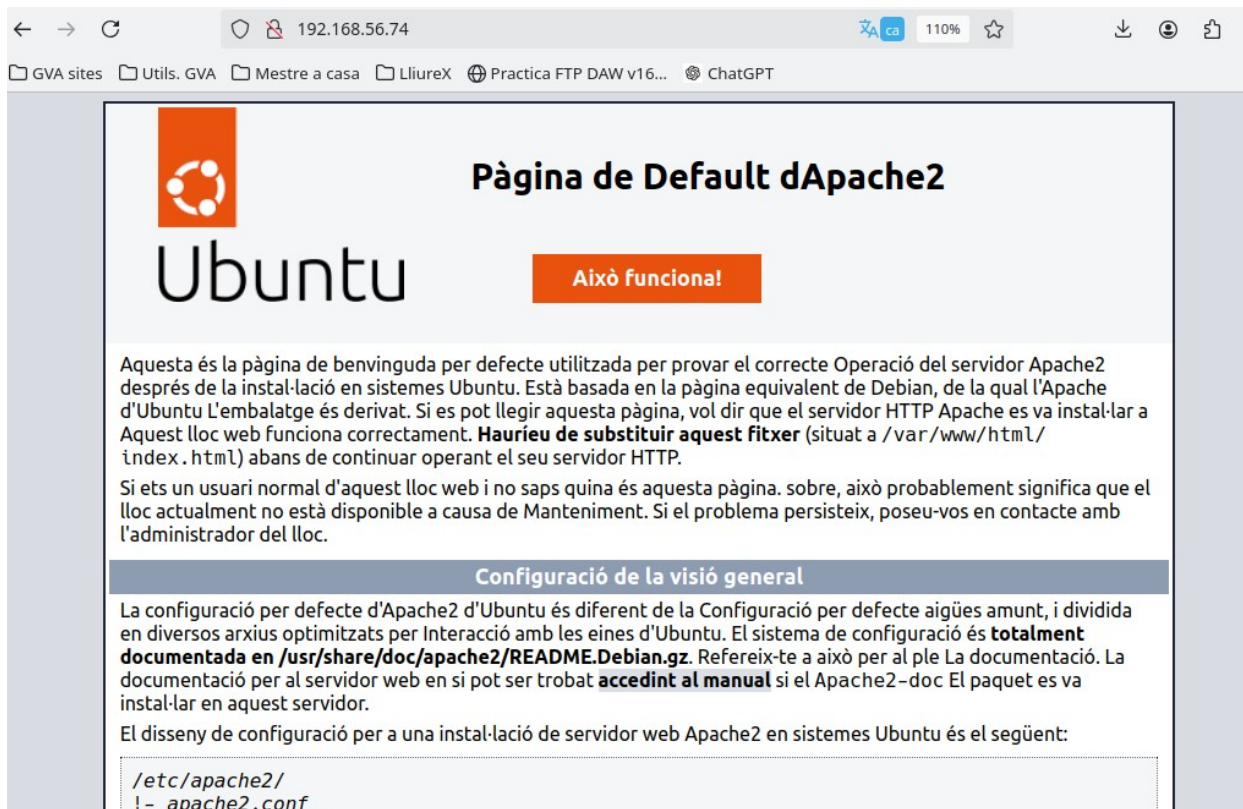 192.168.56.74
ca
110%
GVA sites
Utils. GVA
Mestre a casa
LliureX
Practica FTP DAW v16...
ChatGPT
Ubuntu
Pàgina de Default dApache2
Això funciona!
Aquesta és la pàgina de benvinguda per defecte utilitzada per provar el correcte Operació del servidor Apache2
després de la instal·lació en sistemes Ubuntu. Està basada en la pàgina equivalent de Debian, de la qual l'Apache
d'Ubuntu L'embalatge és derivat. Si es pot llegir aquesta pàgina, vol dir que el servidor HTTP Apache es va instal·lar a
Aquest lloc web funciona correctament. Hauríeu de substituir aquest fitxer (situat a /var/www/html/
index.html) abans de continuar operant el seu servidor HTTP.
Si ets un usuari normal d'aquest lloc web i no saps quina és aquesta pàgina. sobre, això probablement significa que el
lloc actualment no està disponible a causa de Manteniment. Si el problema persisteix, poseu-vos en contacte amb
l'administrador del lloc.
Configuració de la visió general
La configuració per defecte d'Apache2 d'Ubuntu és diferent de la Configuració per defecte aigües amunt, i dividida
en diversos arxius optimitzats per Interacció amb les eines d'Ubuntu. El sistema de configuració és totalment
documentada en /usr/share/doc/apache2/README.Debian.gz. Refereix-te a això per al ple La documentació. La
documentació per al servidor web en si pot ser trobat accedint al manual si el Apache2-doc El paquet es va
instal·lar en aquest servidor.
El disseny de configuració per a una instal·lació de servidor web Apache2 en sistemes Ubuntu és el següent:
/etc/apache2/
|- apache2.conf